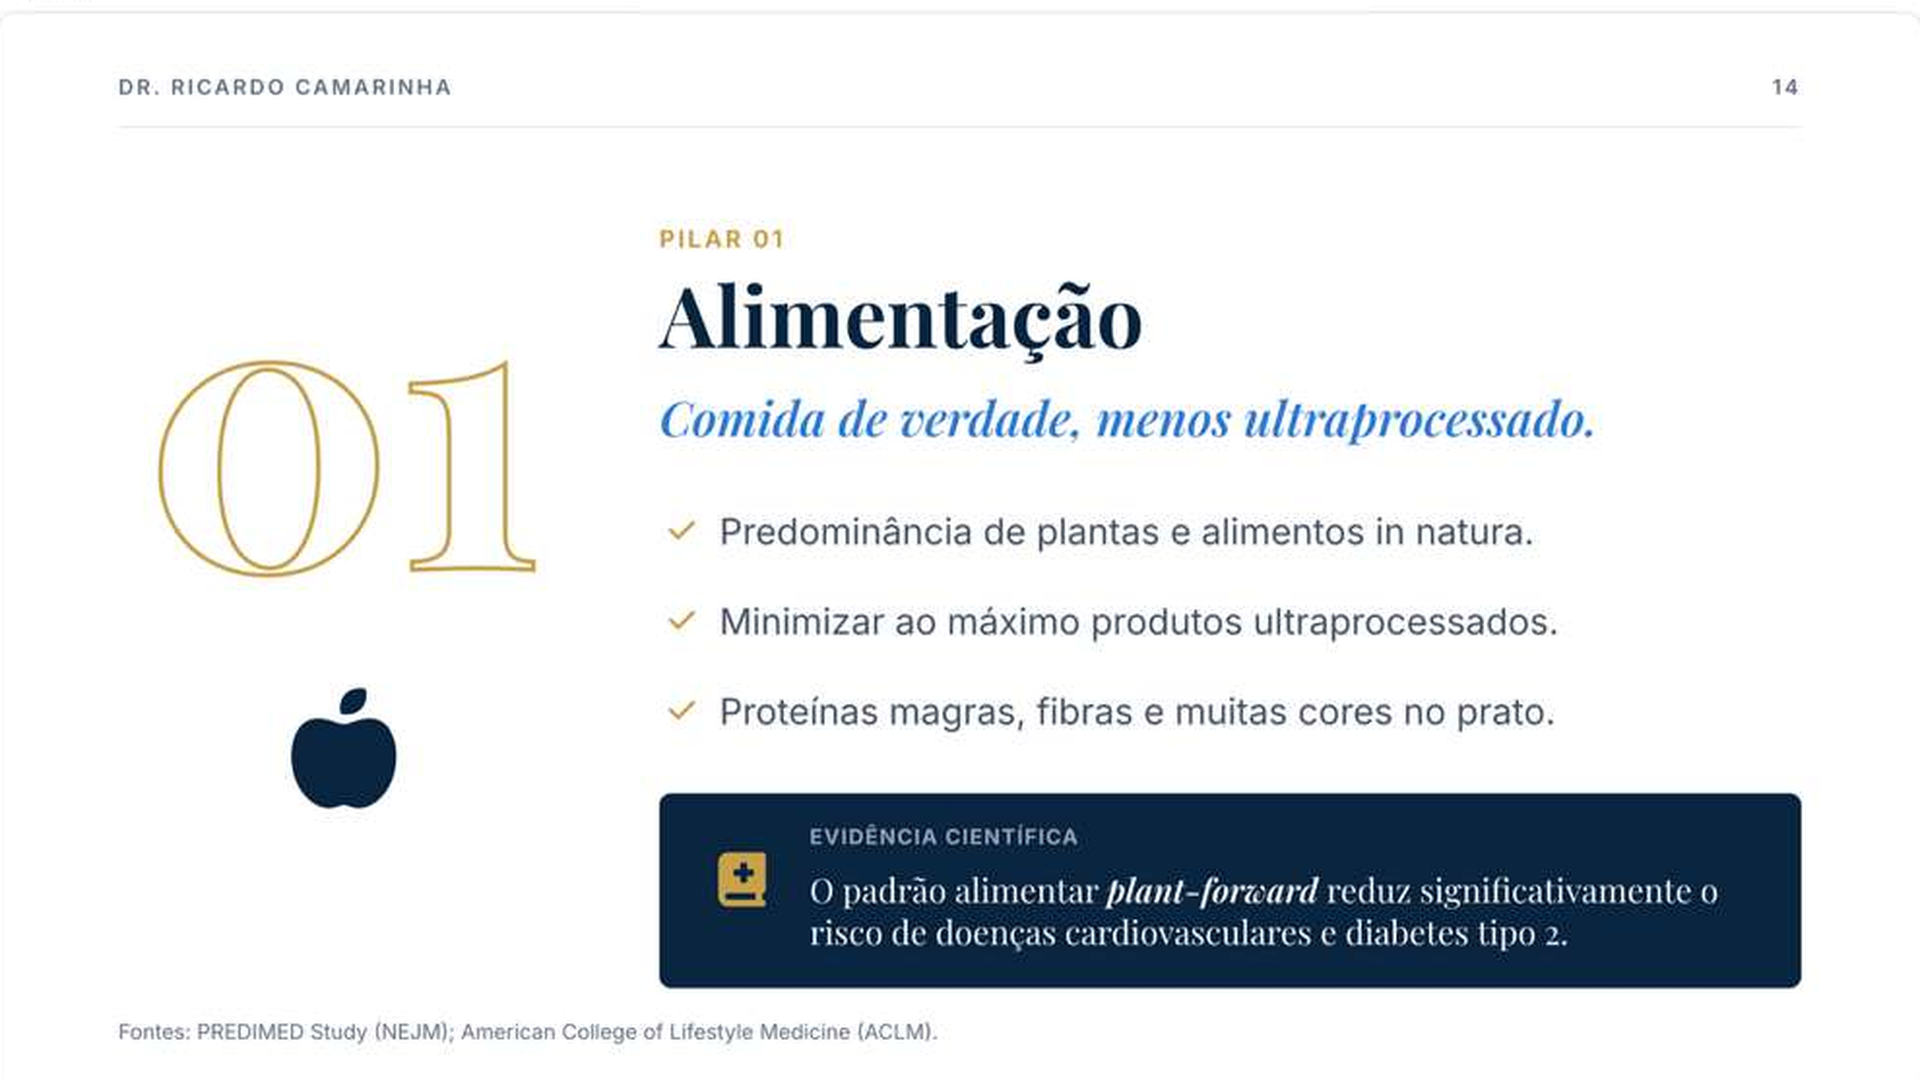 DR. RICARDO CAMARINHA
14
PILAR 01
Alimentação
Comida de verdade, menos ultraprocessado.
01
Predominância de plantas e alimentos in natura.
Minimizar ao máximo produtos ultraprocessados.
Proteínas magras, fibras e muitas cores no prato.
EVIDÊNCIA CIENTÍFICA
O padrão alimentar plant-forward reduz significativamente o
risco de doenças cardiovasculares e diabetes tipo 2.
Fontes: PREDIMED Study (NEJM); American College of Lifestyle Medicine (ACLM).